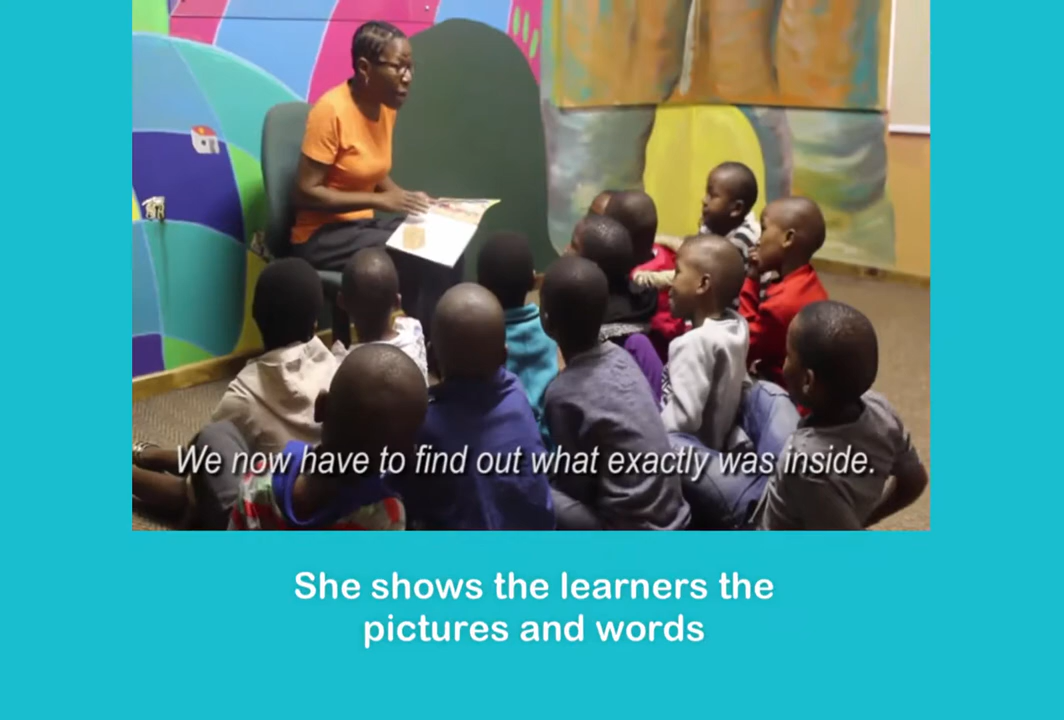 We now have to find out what exactly was inside.
She shows the learners the
pictures and words